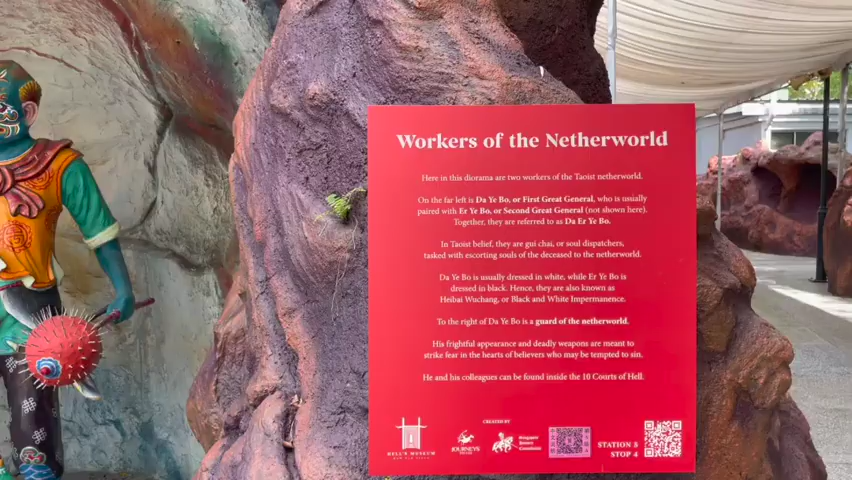 Workers of the Netherworld
Here in this diorama are two workers of the Taoist netherworld.
On the far left is Da Ye Bo, or First Great General, who is usually
paired with Er Ye Bo, or Second Great General (not shown here).
Together, they are referred to as Da Er Ye Bo.
In Taoist belief, they are gui chai, or soul dispatchers,
tasked with escorting souls of the deceased to the netherworld.
Da Ye Bo is usually dressed in white, while Er Ye Bo is
dressed in black. Hence, they are also known as
Heibai Wuchang, or Black and White Impermanence.
To the right of Da Ye Bo is a guard of the netherworld.
His frightful appearance and deadly weapons are meant to
strike fear in the hearts of believers who may be tempted to sin.
He and his colleagues can be found inside the 10 Courts of Hell.
CREATED BY
HELL'S MUSEUM
JOURNEYS
Singapore
History
Consultants
STATION 3
STOP 4